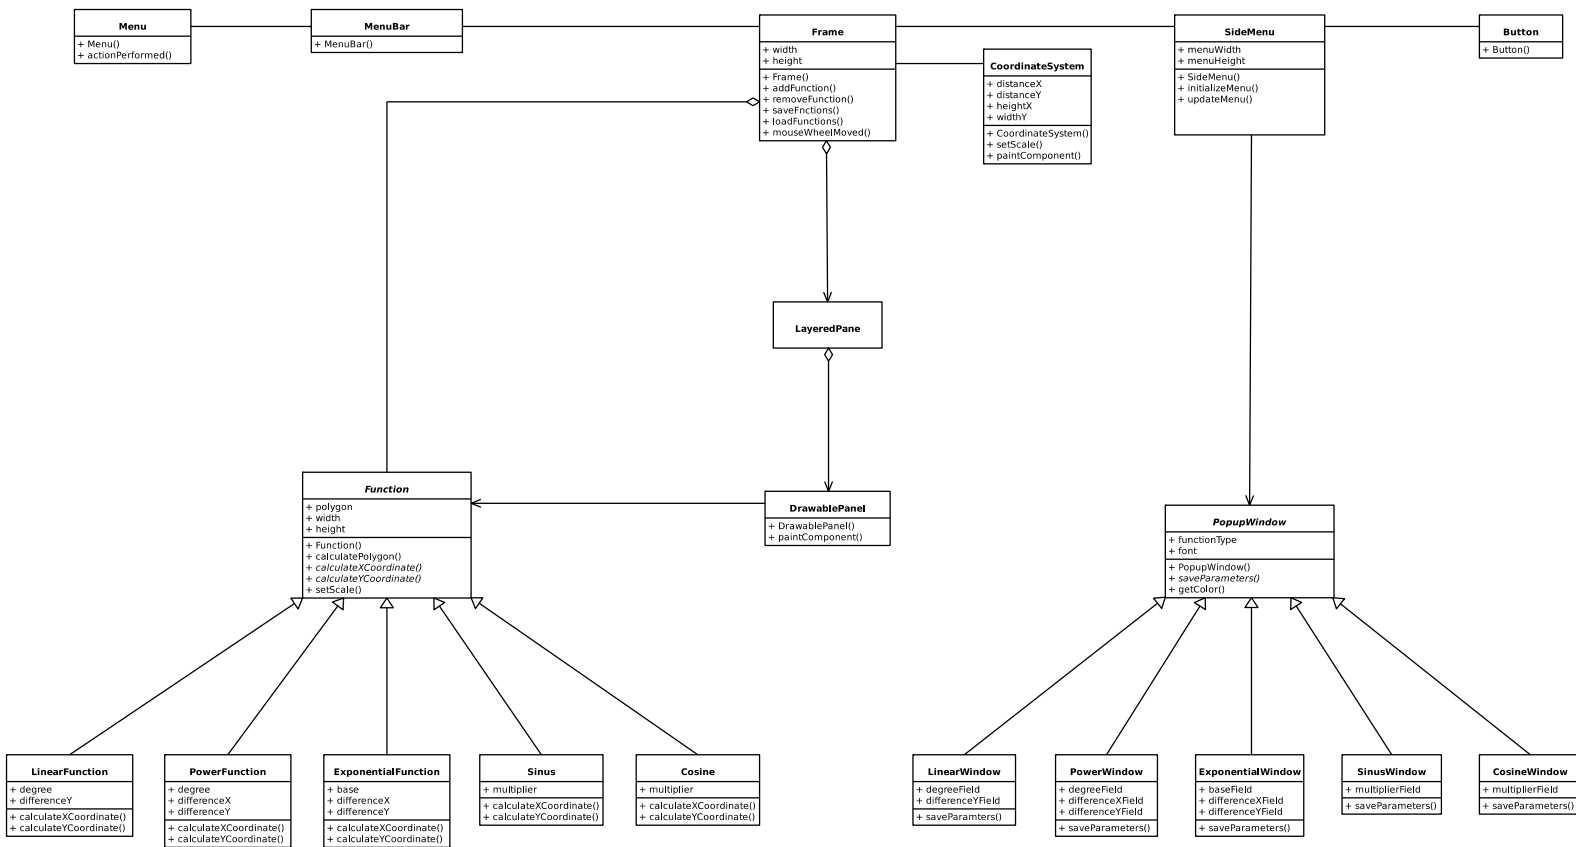 Menu
+ Menu()
+ actionPerformed()
MenuBar
+ MenuBar()
Frame
+ width
+ height
+ Frame()
+ addFunction()
+ removeFunction()
+ saveFnctions()
+ loadFunctions()
+ mouseWheelMoved()
CoordinateSystem
+ distanceX
+ distanceY
+ heightX
+ widthY
+ CoordinateSystem()
+ setScale()
+ paintComponent()
SideMenu
+ menuWidth
+ menuHeight
+ SideMenu()
+ initializeMenu()
+ updateMenu()
Button
+ Button()
LayeredPane
Function
+ polygon
+ width
+ height
+ Function()
+ calculatePolygon()
+ calculateXCoordinate()
+ calculateYCoordinate()
+ setScale()
DrawablePanel
+ DrawablePanel()
+ paintComponent()
PopupWindow
+ functionType
+ font
+ PopupWindow()
+ saveParameters()
+ getColor()
LinearFunction
+ degree
+ differenceY
+ calculateXCoordinate()
+ calculateYCoordinate()
PowerFunction
+ degree
+ differenceX
+ differenceY
+ calculateXCoordinate()
+ calculateYCoordinate()
ExponentialFunction
+ base
+ differenceX
+ differenceY
+ calculateXCoordinate()
+ calculateYCoordinate()
Sinus
+ multiplier
+ calculateXCoordinate()
+ calculateYCoordinate()
Cosine
+ multiplier
+ calculateXCoordinate()
+ calculateYCoordinate()
LinearWindow
+ degreeField
+ differenceYField
+ saveParamters()
PowerWindow
+ degreeField
+ differenceXField
+ differenceYField
+ saveParameters()
ExponentialWindow
+ baseField
+ differenceXField
+ differenceYField
+ saveParameters()
SinusWindow
+ multiplierField
+ saveParameters()
CosineWindow
+ multiplierField
+ saveParameters()